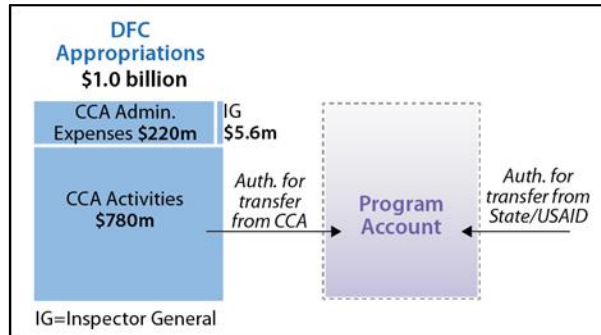 DFC
Appropriations
$1.0 billion
CCA Admin.
Expenses $220m
IG
$5.6m
CCA Activities
$780m
Auth. for
transfer
from CCA
Program
Account
Auth. for
transfer from
State/USAID
IG=Inspector General